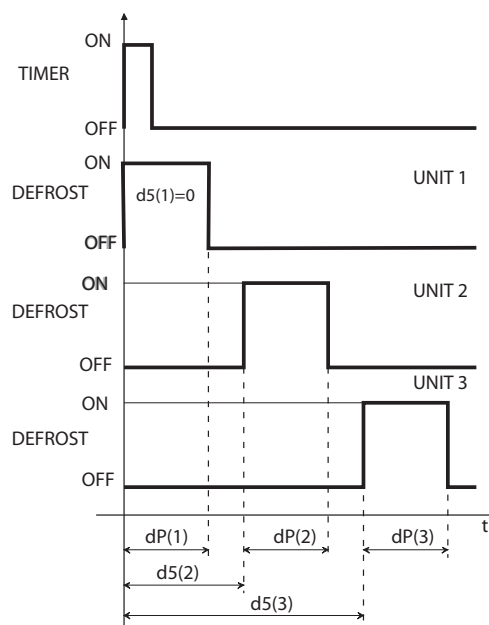 ON
TIMER
OFF
ON
UNIT 1
DEFROST
d5(1)=0
OFF
ON
UNIT 2
DEFROST
OFF
UNIT 3
ON
DEFROST
OFF
t
dP(1)
dP(2)
dP(3)
d5(2)
d5(3)